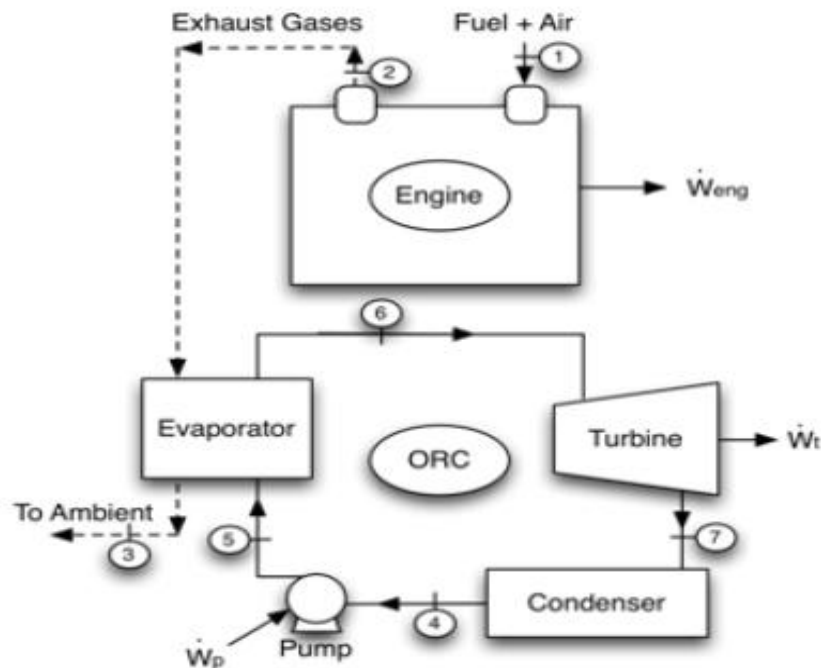 Exhaust Gases
Fuel + Air
2
1
Engine
Ẇeng
6
Evaporator
Turbine
ORC
Ẇt
To Ambient
3
5
7
4
Condenser
Ẇp
Pump